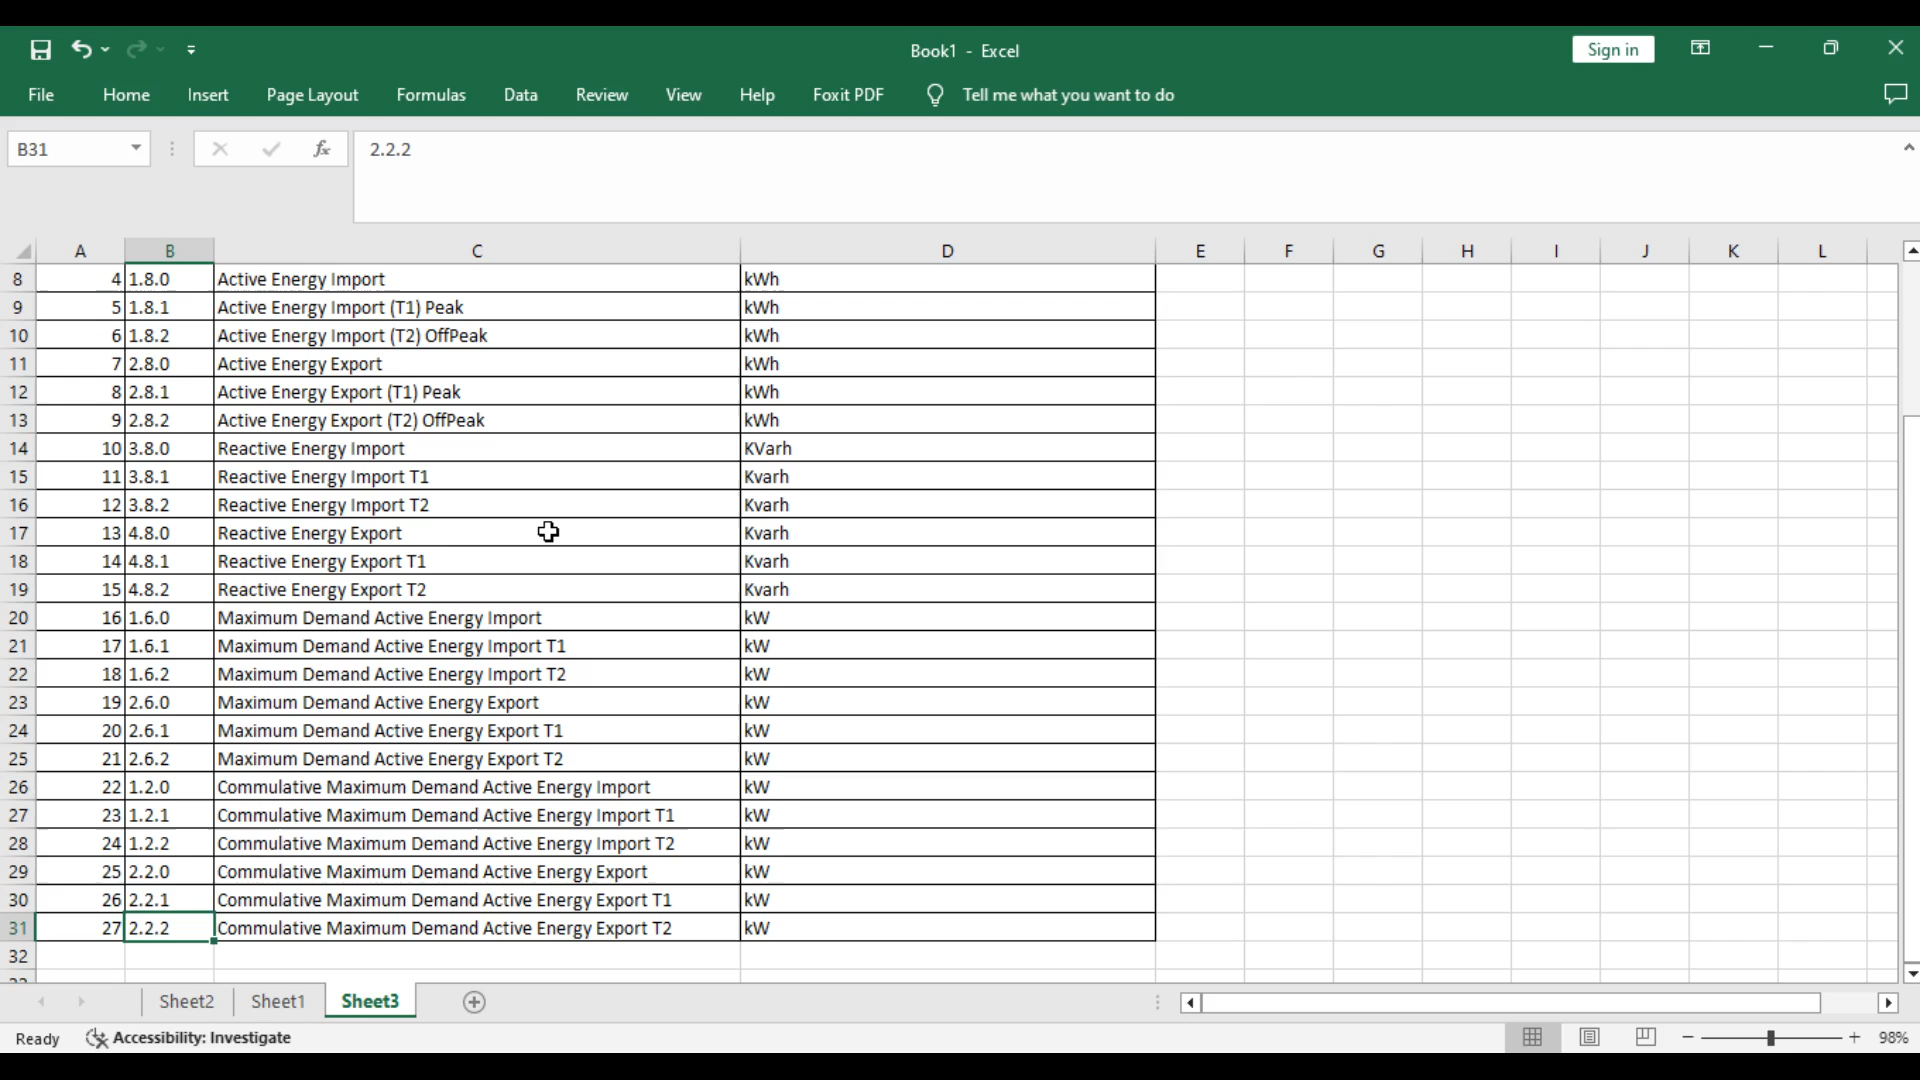 Book1 - Excel
Sign in
File Home Insert Page Layout Formulas Data Review View Help Foxit PDF Tell me what you want to do
B31 fx 2.2.2
A B C D E F G H I J K L
8 4 1.8.0 Active Energy Import kWh
9 5 1.8.1 Active Energy Import (T1) Peak kWh
10 6 1.8.2 Active Energy Import (T2) OffPeak kWh
11 7 2.8.0 Active Energy Export kWh
12 8 2.8.1 Active Energy Export (T1) Peak kWh
13 9 2.8.2 Active Energy Export (T2) OffPeak kWh
14 10 3.8.0 Reactive Energy Import KVarh
15 11 3.8.1 Reactive Energy Import T1 Kvarh
16 12 3.8.2 Reactive Energy Import T2 Kvarh
17 13 4.8.0 Reactive Energy Export Kvarh
18 14 4.8.1 Reactive Energy Export T1 Kvarh
19 15 4.8.2 Reactive Energy Export T2 Kvarh
20 16 1.6.0 Maximum Demand Active Energy Import kW
21 17 1.6.1 Maximum Demand Active Energy Import T1 kW
22 18 1.6.2 Maximum Demand Active Energy Import T2 kW
23 19 2.6.0 Maximum Demand Active Energy Export kW
24 20 2.6.1 Maximum Demand Active Energy Export T1 kW
25 21 2.6.2 Maximum Demand Active Energy Export T2 kW
26 22 1.2.0 Commulative Maximum Demand Active Energy Import kW
27 23 1.2.1 Commulative Maximum Demand Active Energy Import T1 kW
28 24 1.2.2 Commulative Maximum Demand Active Energy Import T2 kW
29 25 2.2.0 Commulative Maximum Demand Active Energy Export kW
30 26 2.2.1 Commulative Maximum Demand Active Energy Export T1 kW
31 27 2.2.2 Commulative Maximum Demand Active Energy Export T2 kW
32
Sheet2 Sheet1 Sheet3
Ready Accessibility: Investigate 98%